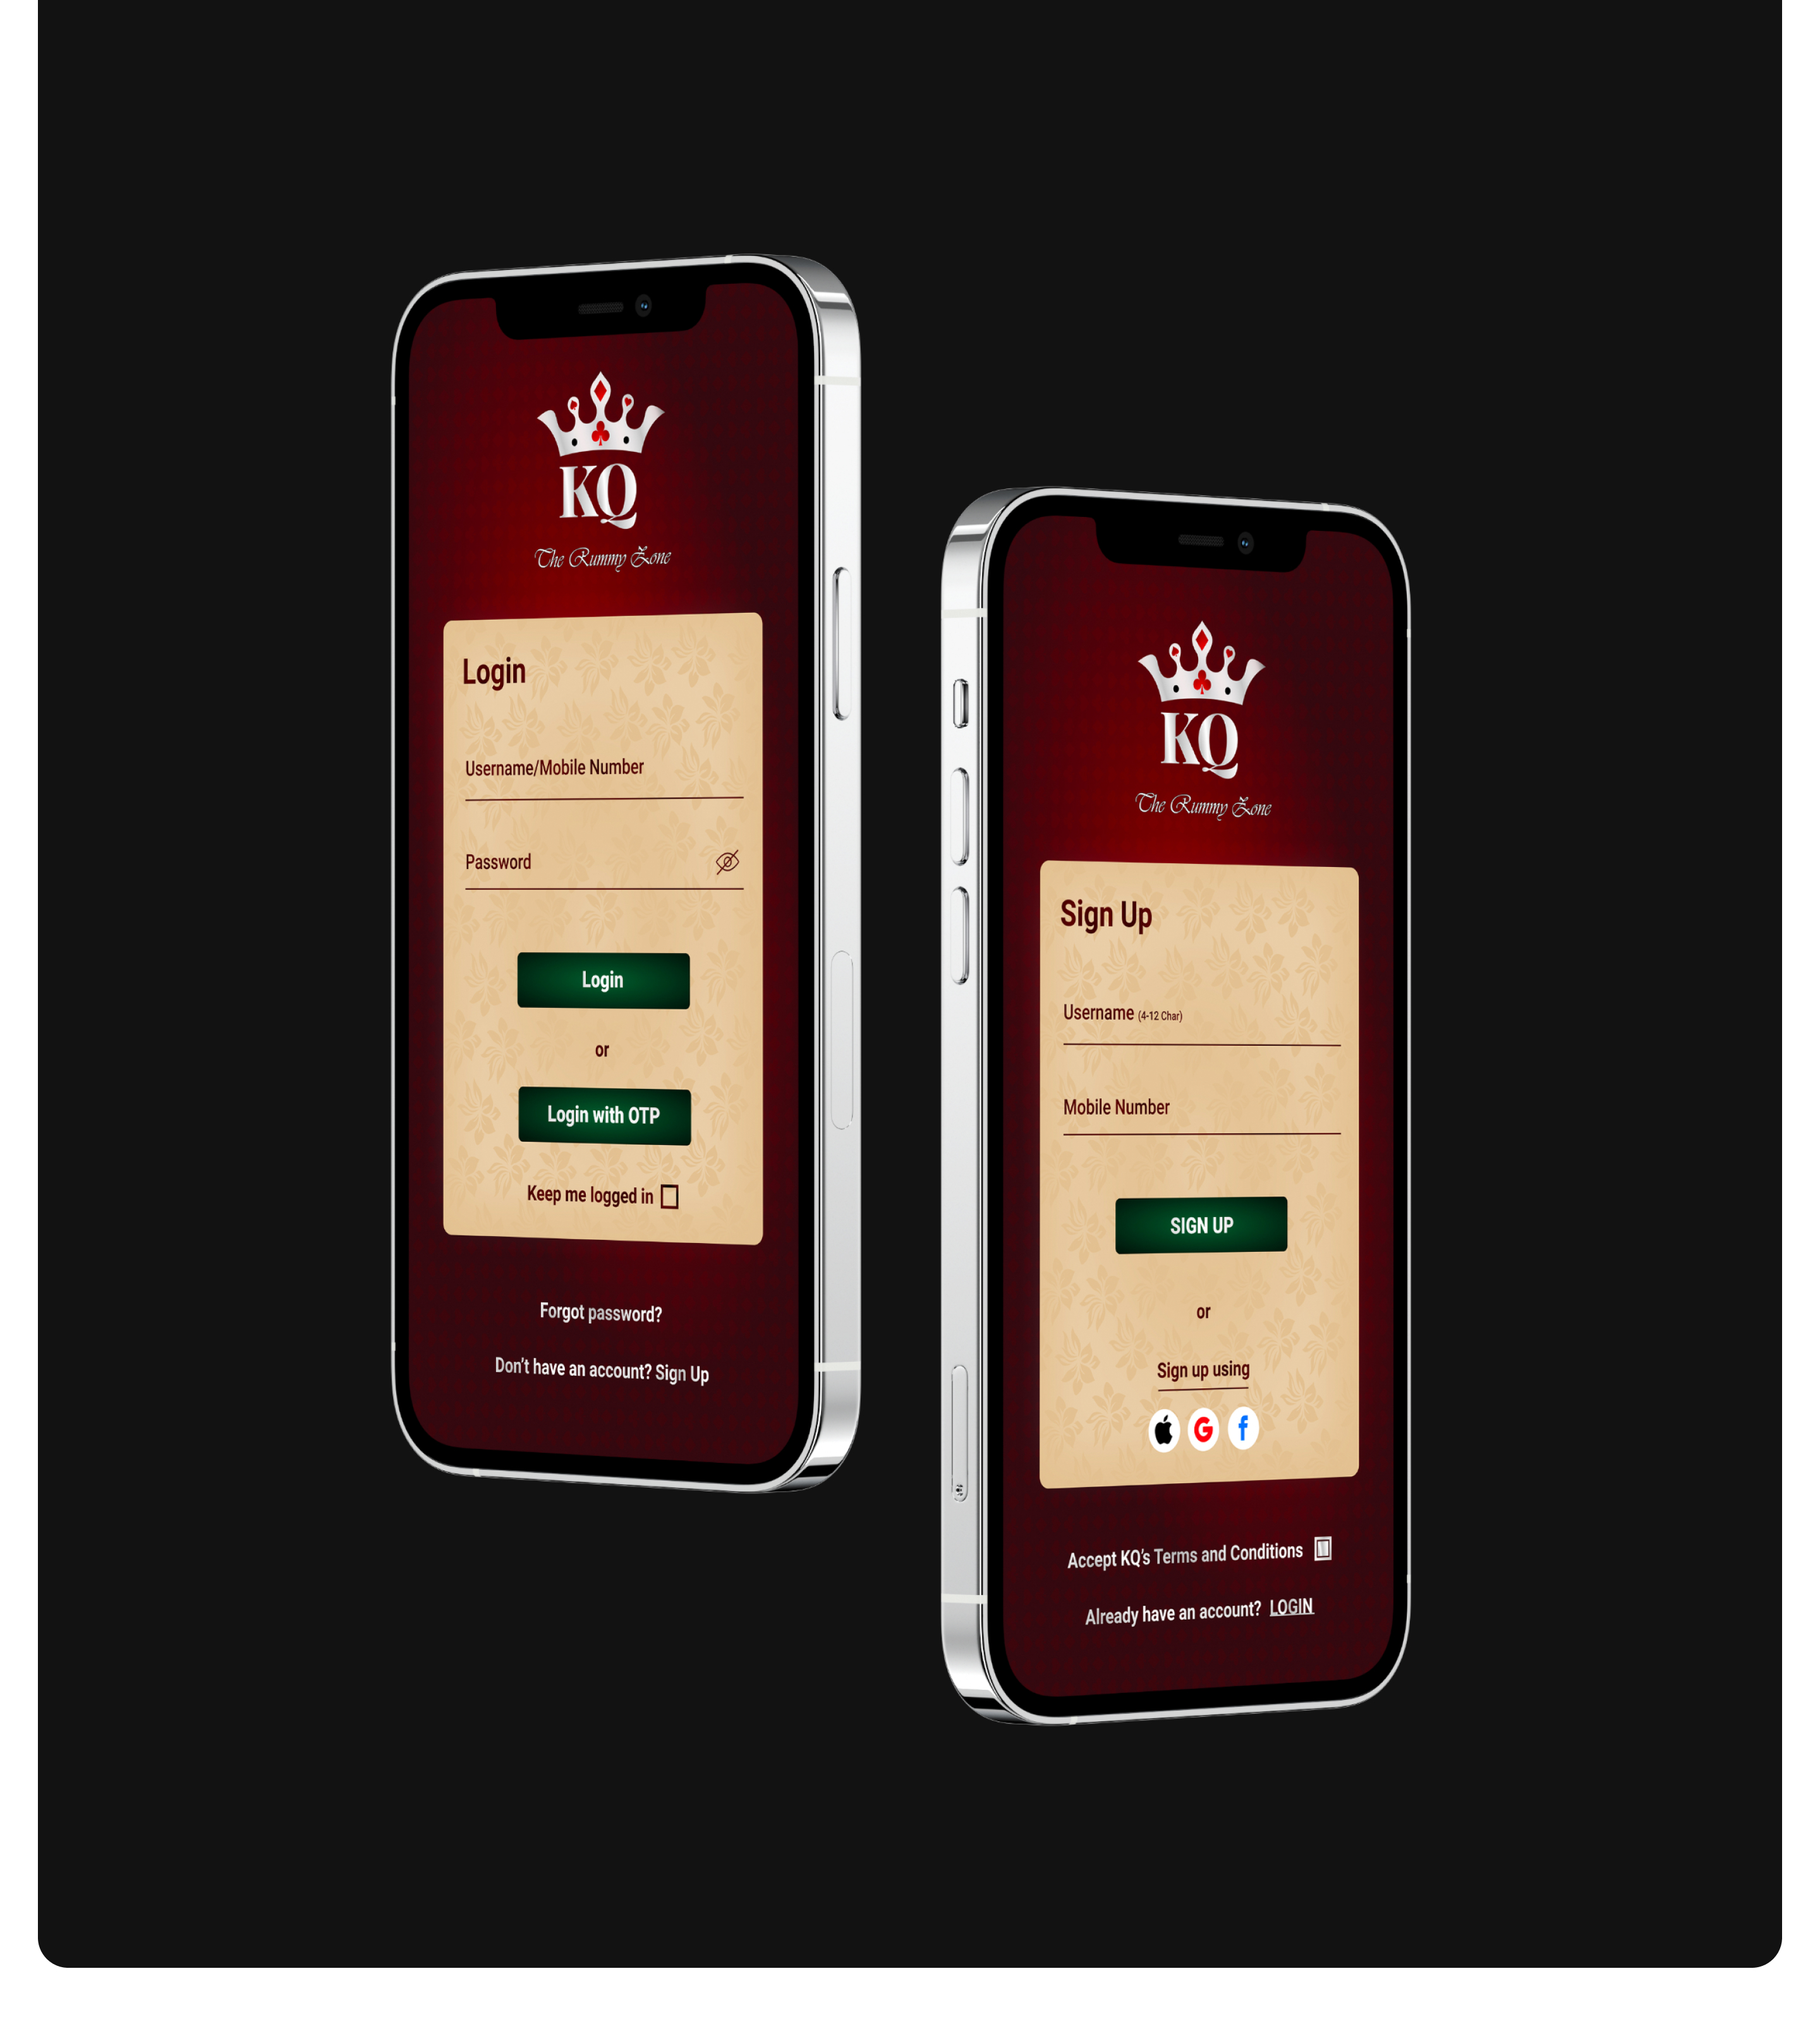 KQ
The Rummy Zone
Login
Username/Mobile Number
Password
Login
or
Login with OTP
Keep me logged in
Forgot password?
Don't have an account? Sign Up
KQ
The Rummy Zone
Sign Up
Username (4-12 Char)
Mobile Number
SIGN UP
or
Sign up using
Accept KQ's Terms and Conditions
Already have an account? LOGIN